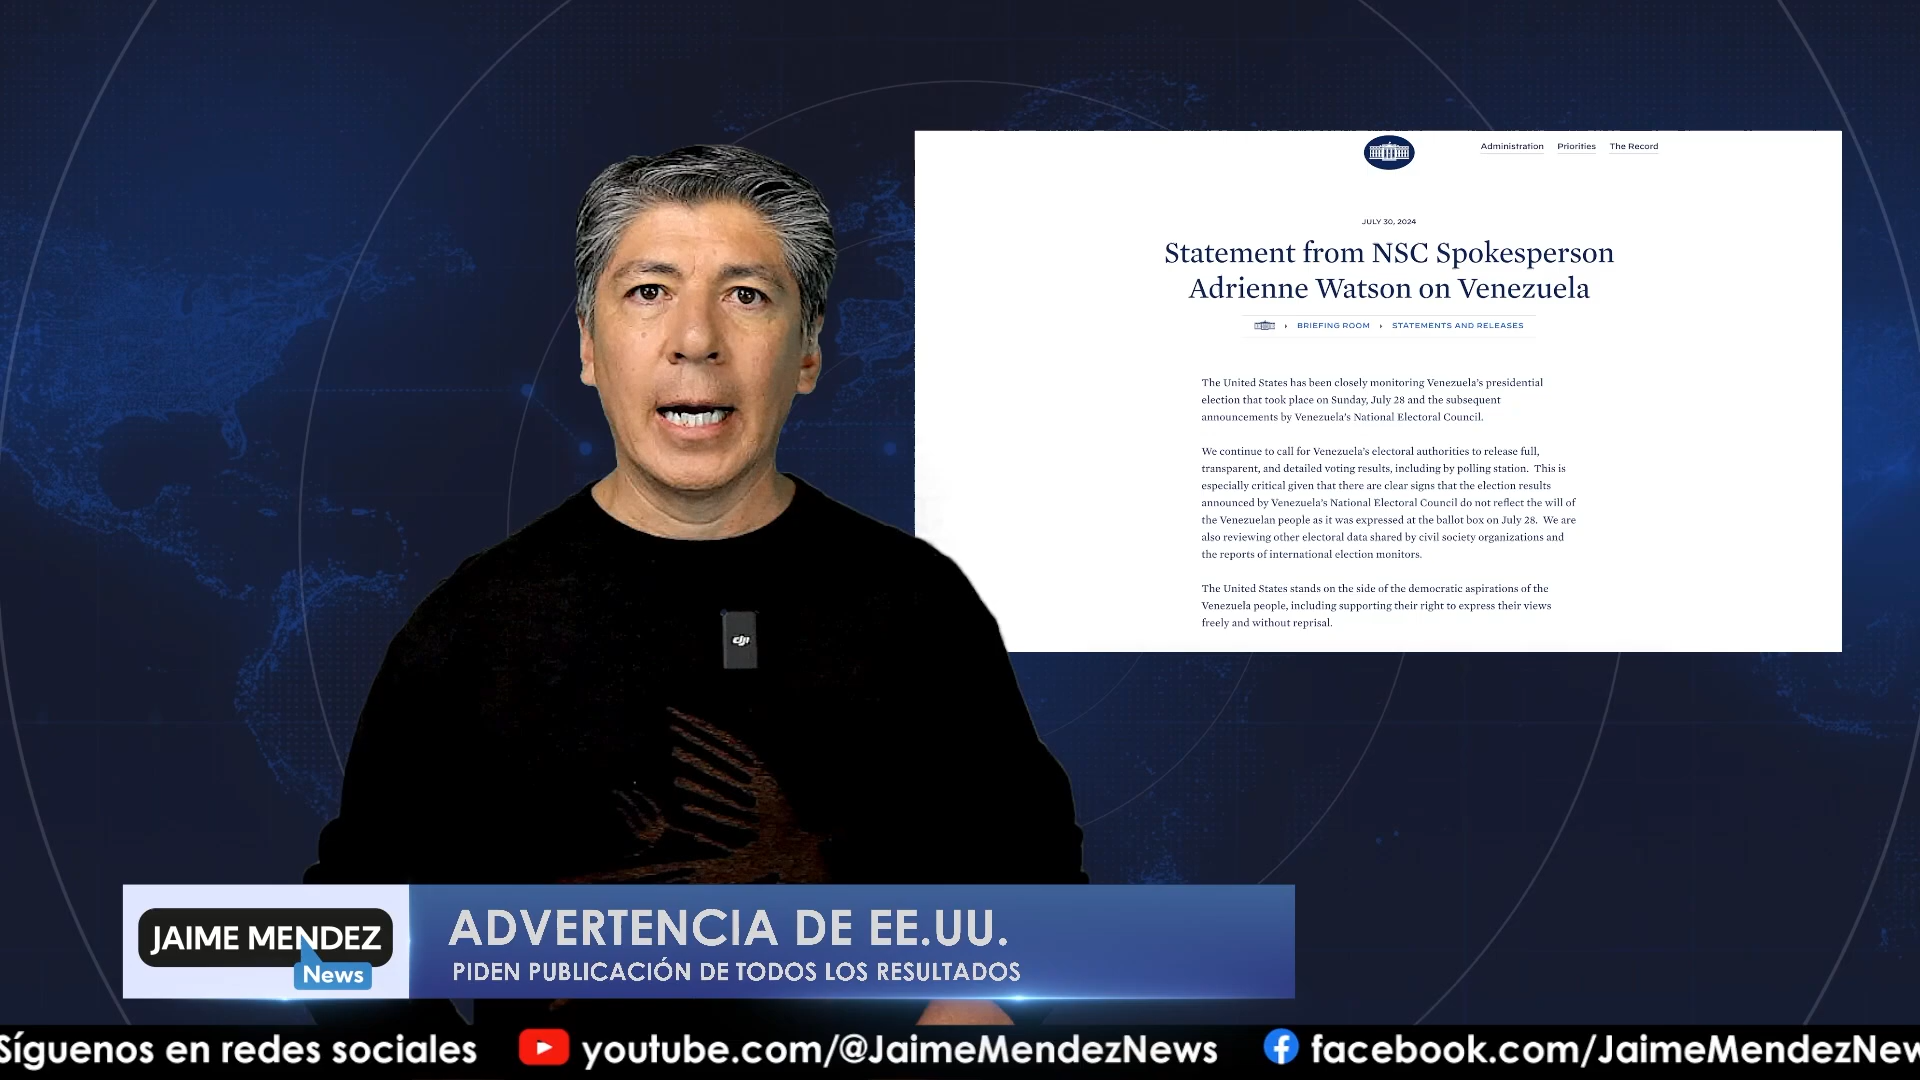 Administration Priorities The Record
JULY 30, 2024
Statement from NSC Spokesperson
Adrienne Watson on Venezuela
BRIEFING ROOM › STATEMENTS AND RELEASES
The United States has been closely monitoring Venezuela's presidential
election that took place on Sunday, July 28 and the subsequent
announcements by Venezuela's National Electoral Council.
We continue to call for Venezuela's electoral authorities to release full,
transparent, and detailed voting results, including by polling station. This is
especially critical given that there are clear signs that the election results
announced by Venezuela's National Electoral Council do not reflect the will of
the Venezuelan people as it was expressed at the ballot box on July 28. We are
also reviewing other electoral data shared by civil society organizations and
the reports of international election monitors.
The United States stands on the side of the democratic aspirations of the
Venezuela people, including supporting their right to express their views
freely and without reprisal.
dji
JAIME MENDEZ
News
ADVERTENCIA DE EE.UU.
PIDEN PUBLICACIÓN DE TODOS LOS RESULTADOS
Síguenos en redes sociales youtube.com/@JaimeMendezNews facebook.com/JaimeMendezNew